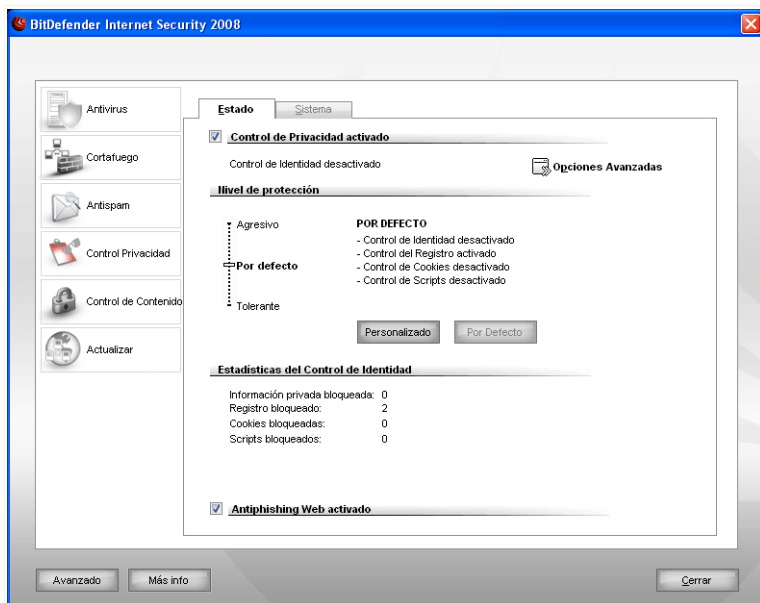 BitDefender Internet Security 2008
Antivirus
Cortafuego
Antispam
Control Privacidad
Control de Contenido
Actualizar
Estado
Sistema
Control de Privacidad activado
Control de Identidad desactivado
Opciones Avanzadas
Nivel de protección
Agresivo
Por defecto
Tolerante
POR DEFECTO
- Control de Identidad desactivado
- Control del Registro activado
- Control de Cookies desactivado
- Control de Scripts desactivado
Personalizado
Por Defecto
Estadísticas del Control de Identidad
Información privada bloqueada: 0
Registro bloqueado: 2
Cookies bloqueadas: 0
Scripts bloqueados: 0
Antiphishing Web activado
Avanzado
Más info
Cerrar